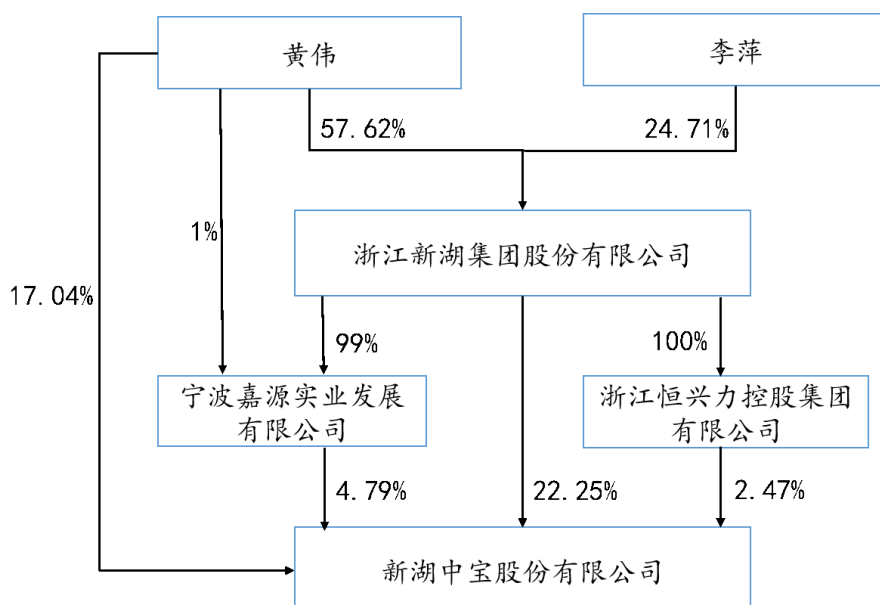 黄伟
李萍
57.62%
24.71%
1%
浙江新湖集团股份有限公司
17.04%
99%
100%
宁波嘉源实业发展
有限公司
浙江恒兴力控股集团
有限公司
4.79%
22.25%
2.47%
新湖中宝股份有限公司